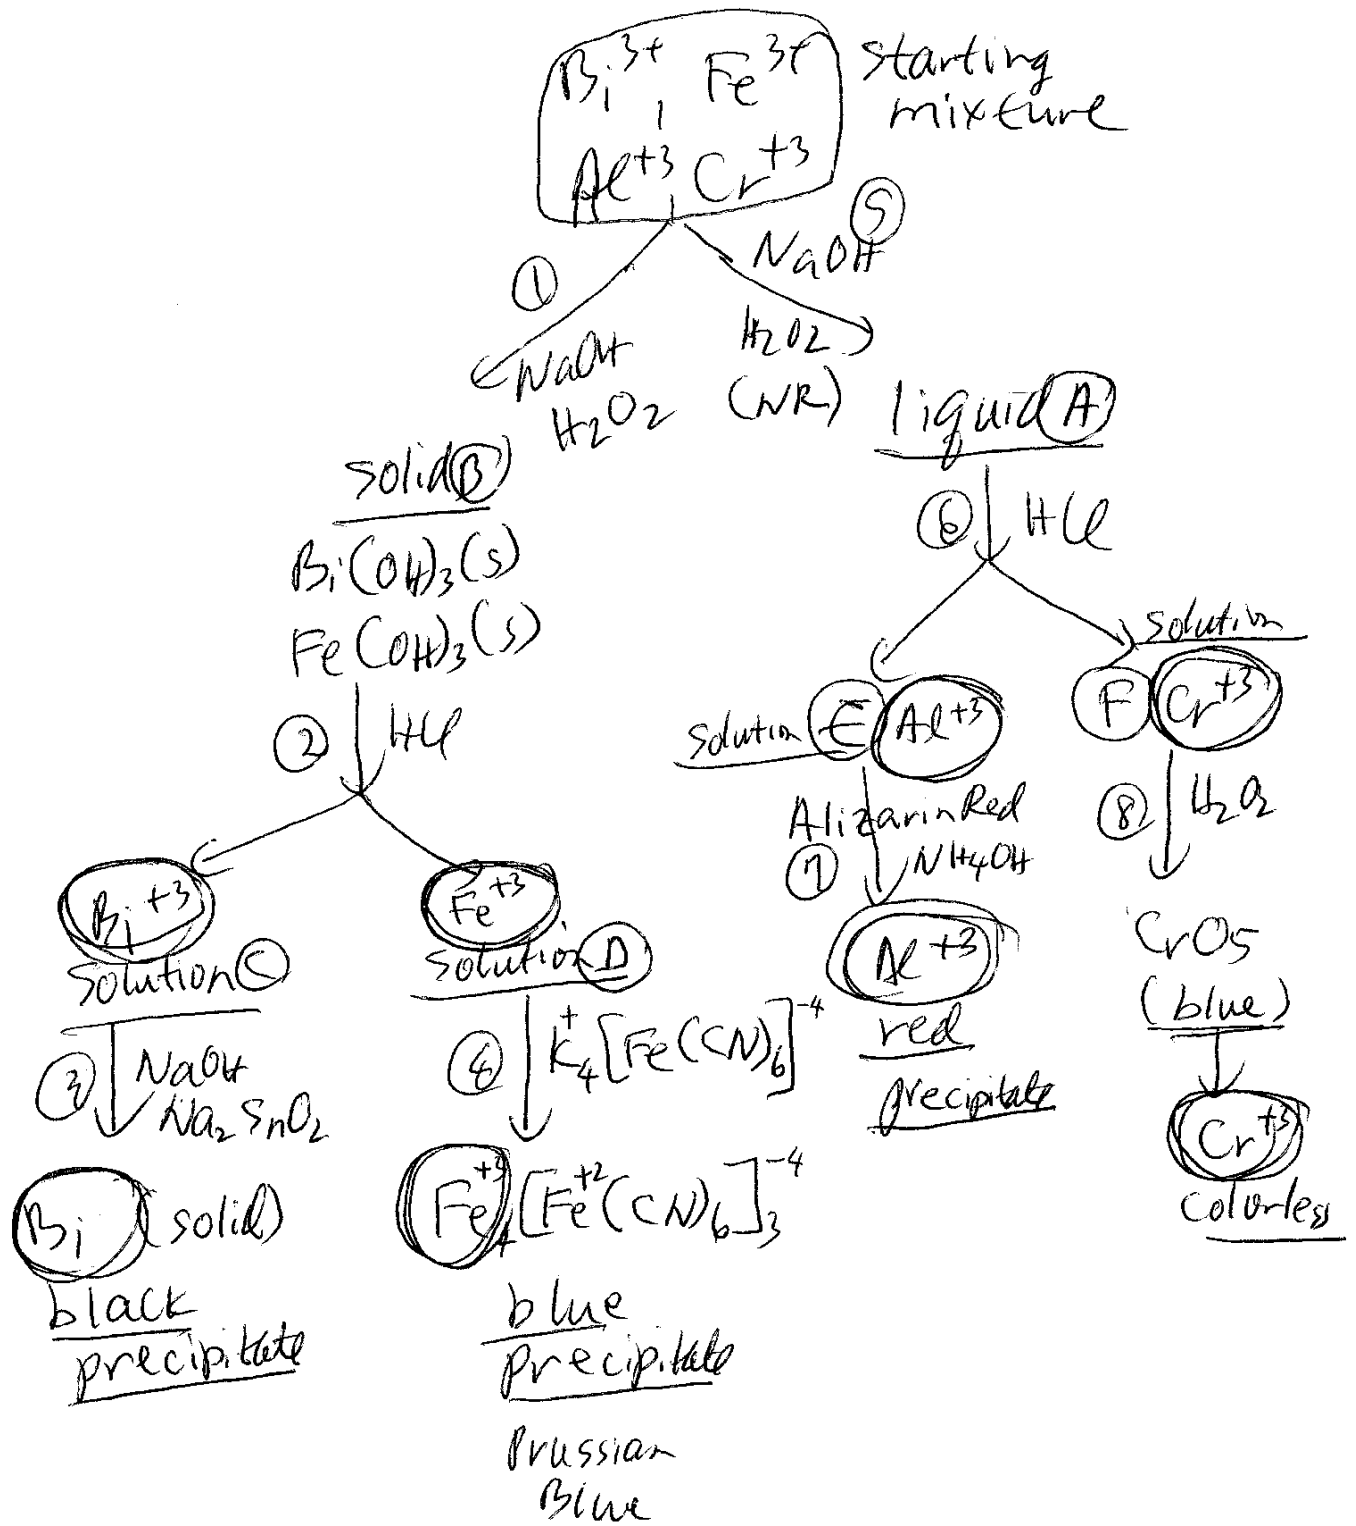 Bi³⁺, Fe³⁺
Al⁺³ Cr⁺³
starting
mixture
①
NaOH
H₂O₂
⑤
NaOH
H₂O₂
(NR)
solid Ⓑ
Bi(OH)₃(s)
Fe(OH)₃(s)
② HCl
Bi⁺³
solution Ⓒ
③ NaOH
Na₂SnO₂
Bi (solid)
black
precipitate
Fe⁺³
solution Ⓓ
④ K₄⁺[Fe(CN)₆]⁻⁴
Fe₄⁺³[Fe⁺²(CN)₆]₃⁻⁴
blue
precipitate
Prussian
Blue
liquid Ⓐ
⑥ HCl
solution Ⓔ Al⁺³
Alizarin Red
⑦ NH4OH
Al⁺³
red
precipitate
solution
Ⓕ Cr⁺³
⑧ H₂O₂
CrO5
(blue)
Cr⁺³
colorless